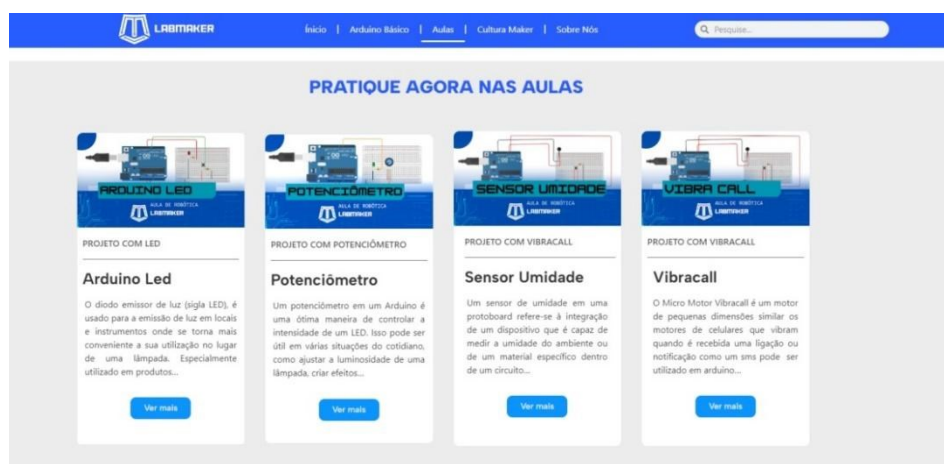 LABMAKER
Ínicio | Arduino Básico | Aulas | Cultura Maker | Sobre Nós
Pesquise...
PRATIQUE AGORA NAS AULAS
ARDUINO LED
AULA DE ROBÓTICA
LABMAKER
PROJETO COM LED
Arduino Led
O diodo emissor de luz (sigla LED), é
usado para a emissão de luz em locais
e instrumentos onde se torna mais
conveniente a sua utilização no lugar
de uma lâmpada. Especialmente
utilizado em produtos...
Ver mais
POTENCIÔMETRO
AULA DE ROBÓTICA
LABMAKER
PROJETO COM POTENCIÔMETRO
Potenciômetro
Um potenciômetro em um Arduino é
uma ótima maneira de controlar a
intensidade de um LED. Isso pode ser
útil em várias situações do cotidiano,
como ajustar a luminosidade de uma
lâmpada, criar efeitos...
Ver mais
SENSOR UMIDADE
AULA DE ROBÓTICA
LABMAKER
PROJETO COM VIBRACALL
Sensor Umidade
Um sensor de umidade em uma
protoboard refere-se à integração
de um dispositivo que é capaz de
medir a umidade do ambiente ou
de um material específico dentro
de um circuito...
Ver mais
VIBRA CALL
AULA DE ROBÓTICA
LABMAKER
PROJETO COM VIBRACALL
Vibracall
O Micro Motor Vibracall é um motor
de pequenas dimensões similar os
motores de celulares que vibram
quando é recebida uma ligação ou
notificação como um sms pode ser
utilizado em arduino...
Ver mais